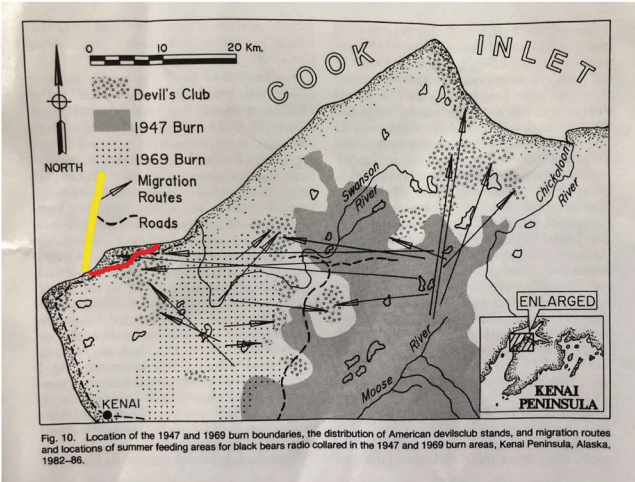 0 10 20 Km.
COOK INLET
Devil's Club
1947 Burn
1969 Burn
NORTH
Migration
Routes
Roads
Swanson
River
Chickaloon
River
ENLARGED
Moose River
KENAI
PENINSULA
KENAI
Fig. 10. Location of the 1947 and 1969 burn boundaries, the distribution of American devilsclub stands, and migration routes
and locations of summer feeding areas for black bears radio collared in the 1947 and 1969 burn areas, Kenai Peninsula, Alaska,
1982–86.